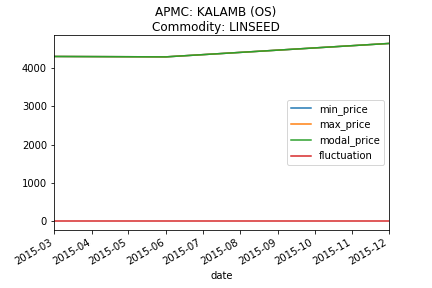 APMC: KALAMB (OS)
Commodity: LINSEED
4000
3000
2000
1000
0
min_price
max_price
modal_price
fluctuation
2015-03
2015-04
2015-05
2015-06
2015-07
2015-08
2015-09
2015-10
2015-11
2015-12
date